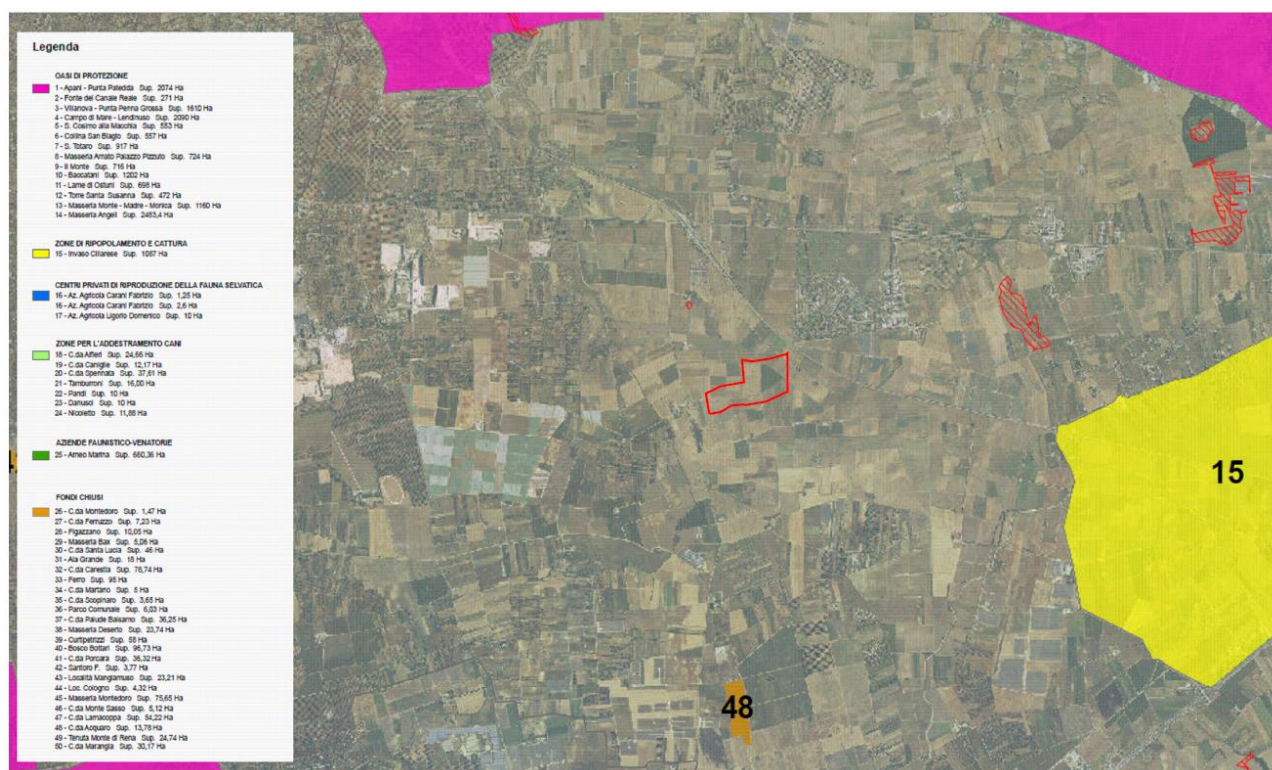 Legenda
OASI DI PROTEZIONE
1 - Apani - Punta Patedda Sup. 2074 Ha
2 - Fonte del Canale Reale Sup. 271 Ha
3 - Villanova - Punta Penna Grossa Sup. 1610 Ha
4 - Campo di Mare - Lendinuso Sup. 2090 Ha
5 - S. Cosimo alla Macchia Sup. 553 Ha
6 - Collina San Biagio Sup. 557 Ha
7 - S. Totaro Sup. 917 Ha
8 - Masseria Amato Palazzo Pizzuto Sup. 724 Ha
9 - Il Monte Sup. 716 Ha
10 - Baccatani Sup. 1202 Ha
11 - Lame di Ostuni Sup. 698 Ha
12 - Torre Santa Susanna Sup. 472 Ha
13 - Masseria Monte - Madre - Monica Sup. 1160 Ha
14 - Masseria Angeli Sup. 2483,4 Ha
ZONE DI RIPOPOLAMENTO E CATTURA
15 - Invaso Cillarese Sup. 1087 Ha
CENTRI PRIVATI DI RIPRODUZIONE DELLA FAUNA SELVATICA
16 - Az. Agricola Carani Fabrizio Sup. 1,25 Ha
16 - Az. Agricola Carani Fabrizio Sup. 2,6 Ha
17 - Az. Agricola Ligorio Domenico Sup. 10 Ha
ZONE PER L'ADDESTRAMENTO CANI
18 - C.da Alfieri Sup. 24,66 Ha
19 - C.da Caniglie Sup. 12,17 Ha
20 - C.da Spennata Sup. 37,61 Ha
21 - Tamburroni Sup. 16,00 Ha
22 - Pandi Sup. 10 Ha
23 - Danusci Sup. 10 Ha
24 - Nicoletto Sup. 11,88 Ha
AZIENDE FAUNISTICO-VENATORIE
25 - Arneo Marina Sup. 660,36 Ha
FONDI CHIUSI
26 - C.da Montedoro Sup. 1,47 Ha
27 - C.da Ferruzzo Sup. 7,23 Ha
28 - Pigazzano Sup. 10,05 Ha
29 - Masseria Bax Sup. 5,06 Ha
30 - C.da Santa Lucia Sup. 46 Ha
31 - Ala Grande Sup. 18 Ha
32 - C.da Carestia Sup. 78,74 Ha
33 - Ferro Sup. 95 Ha
34 - C.da Martano Sup. 5 Ha
35 - C.da Scopinaro Sup. 3,65 Ha
36 - Parco Comunale Sup. 6,03 Ha
37 - C.da Palude Balsamo Sup. 36,25 Ha
38 - Masseria Deserto Sup. 23,74 Ha
39 - Curtipetrizzi Sup. 58 Ha
40 - Bosco Bottari Sup. 96,73 Ha
41 - C.da Porcara Sup. 36,32 Ha
42 - Santoro F. Sup. 3,77 Ha
43 - Località Mangiamuso Sup. 23,21 Ha
44 - Loc. Cologno Sup. 4,32 Ha
45 - Masseria Montedoro Sup. 75,65 Ha
46 - C.da Monte Sasso Sup. 5,12 Ha
47 - C.da Lamacoppa Sup. 54,22 Ha
48 - C.da Acquaro Sup. 13,78 Ha
49 - Tenuta Monte di Rena Sup. 24,74 Ha
50 - C.da Marangia Sup. 30,17 Ha
15
48